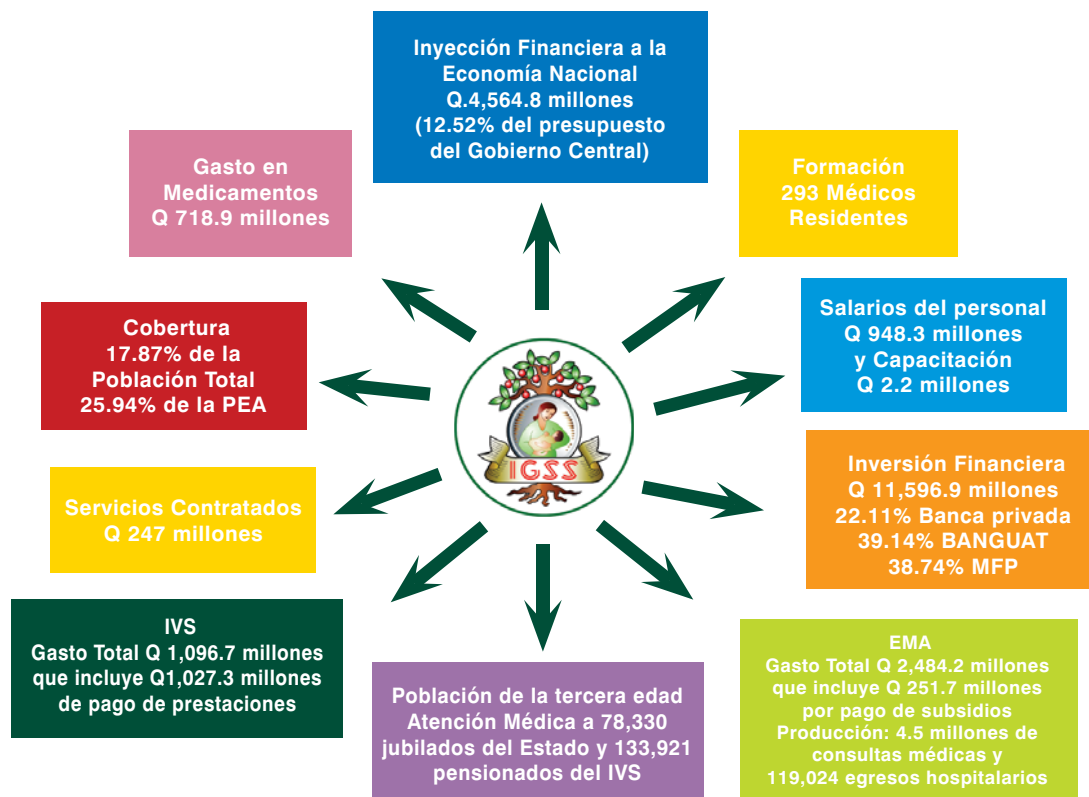 Inyección Financiera a la
Economía Nacional
Q.4,564.8 millones
(12.52% del presupuesto
del Gobierno Central)
Gasto en
Medicamentos
Q 718.9 millones
Formación
293 Médicos
Residentes
Cobertura
17.87% de la
Población Total
25.94% de la PEA
Salarios del personal
Q 948.3 millones
y Capacitación
Q 2.2 millones
IGSS
Servicios Contratados
Q 247 millones
Inversión Financiera
Q 11,596.9 millones
22.11% Banca privada
39.14% BANGUAT
38.74% MFP
IVS
Gasto Total Q 1,096.7 millones
que incluye Q1,027.3 millones
de pago de prestaciones
Población de la tercera edad
Atención Médica a 78,330
jubilados del Estado y 133,921
pensionados del IVS
EMA
Gasto Total Q 2,484.2 millones
que incluye Q 251.7 millones
por pago de subsidios
Producción: 4.5 millones de
consultas médicas y
119,024 egresos hospitalarios